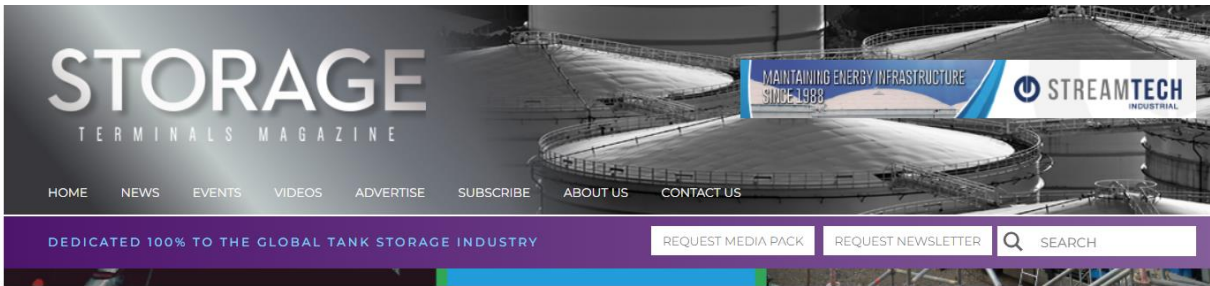 STORAGE
TERMINALS MAGAZINE
MAINTAINING ENERGY INFRASTRUCTURE
SINCE 1988
STREAMTECH
INDUSTRIAL
HOME NEWS EVENTS VIDEOS ADVERTISE SUBSCRIBE ABOUT US CONTACT US
DEDICATED 100% TO THE GLOBAL TANK STORAGE INDUSTRY REQUEST MEDIA PACK REQUEST NEWSLETTER SEARCH